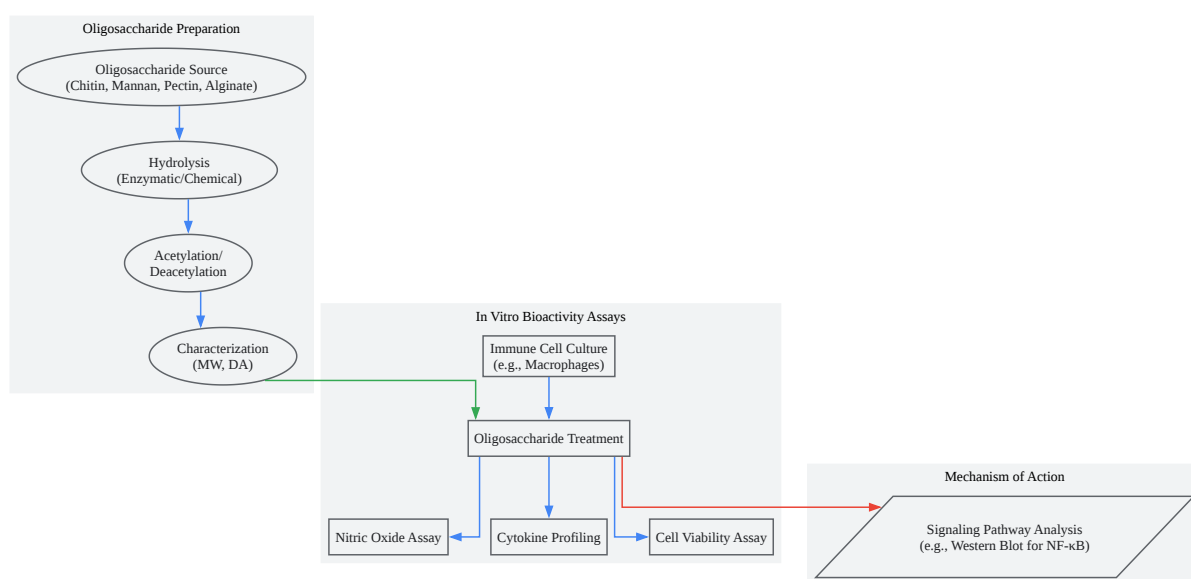 Oligosaccharide Preparation
Oligosaccharide Source
(Chitin, Mannan, Pectin, Alginate)
Hydrolysis
(Enzymatic/Chemical)
Acetylation/
Deacetylation
Characterization
(MW, DA)
In Vitro Bioactivity Assays
Immune Cell Culture
(e.g., Macrophages)
Oligosaccharide Treatment
Nitric Oxide Assay
Cytokine Profiling
Cell Viability Assay
Mechanism of Action
Signaling Pathway Analysis
(e.g., Western Blot for NF-κB)